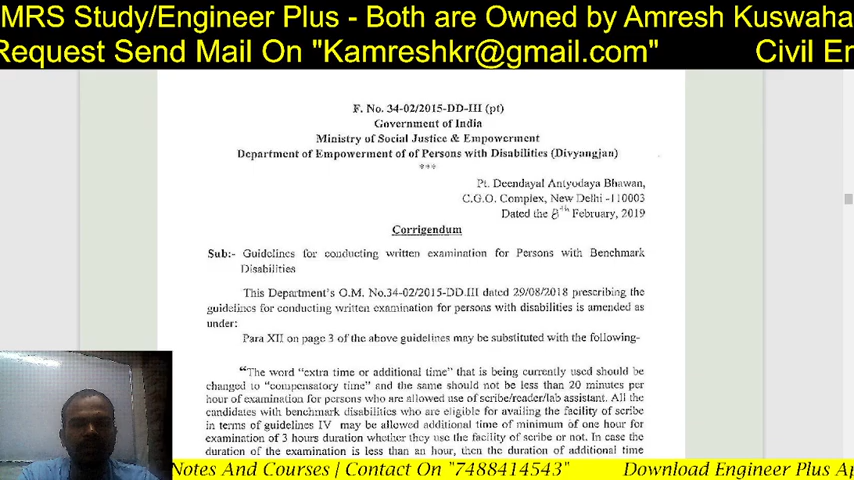 MRS Study/Engineer Plus - Both are Owned by Amresh Kuswaha
Request Send Mail On "Kamreshkr@gmail.com" Civil En
F. No. 34-02/2015-DD-III (pt)
Government of India
Ministry of Social Justice & Empowerment
Department of Empowerment of of Persons with Disabilities (Divyangjan)
***
Pt. Deendayal Antyodaya Bhawan,
C.G.O. Complex, New Delhi -110003
Dated the 8th February, 2019
Corrigendum
Sub:- Guidelines for conducting written examination for Persons with Benchmark
Disabilities
This Department's O.M. No.34-02/2015-DD.III dated 29/08/2018 prescribing the
guidelines for conducting written examination for persons with disabilities is amended as
under:
Para XII on page 3 of the above guidelines may be substituted with the following-
“The word “extra time or additional time” that is being currently used should be
changed to “compensatory time” and the same should not be less than 20 minutes per
hour of examination for persons who are allowed use of scribe/reader/lab assistant. All the
candidates with benchmark disabilities who are eligible for availing the facility of scribe
in terms of guidelines IV may be allowed additional time of minimum of one hour for
examination of 3 hours duration whether they use the facility of scribe or not. In case the
duration of the examination is less than an hour, then the duration of additional time
Notes And Courses | Contact On "7488414543" Download Engineer Plus Ap